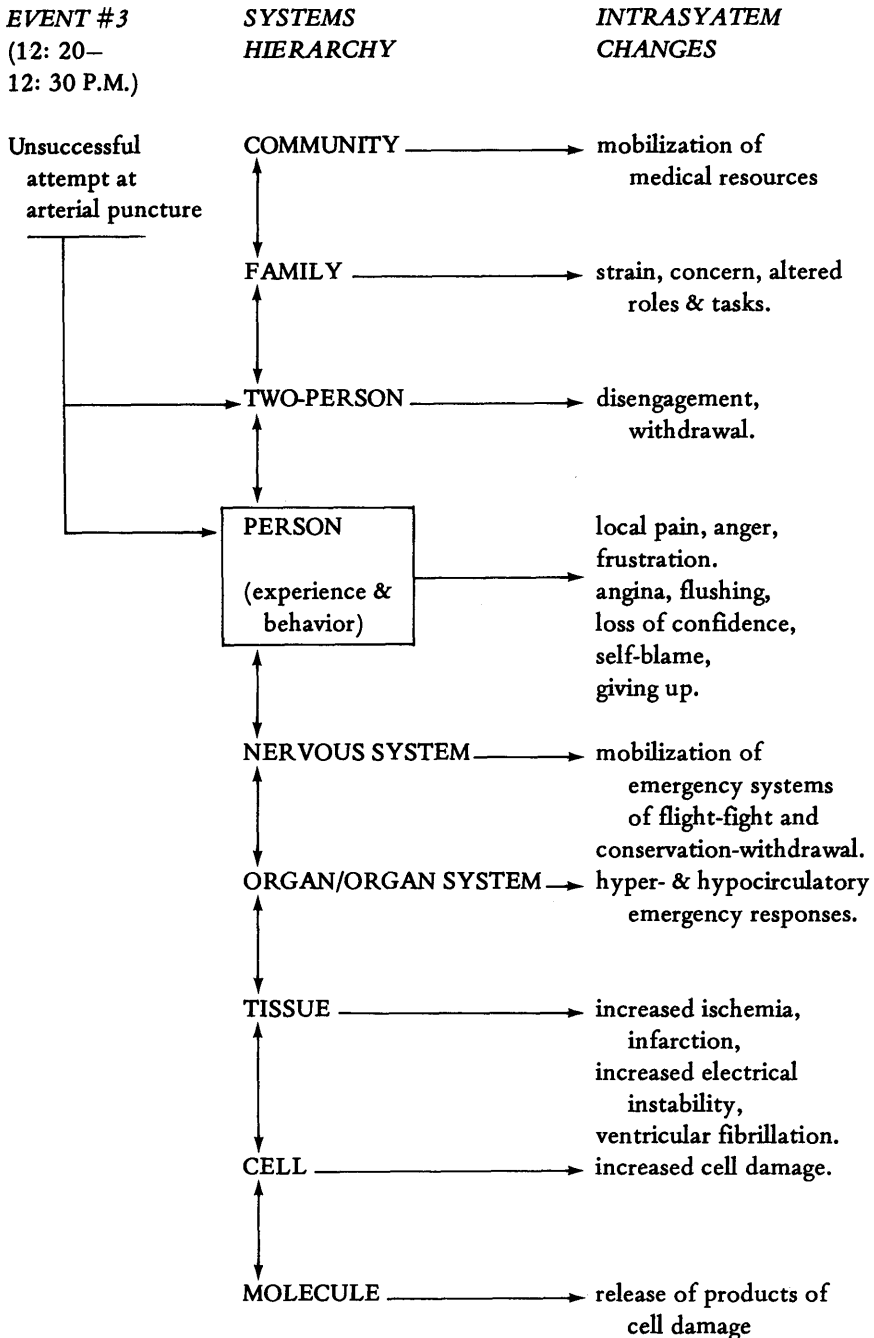 EVENT #3
(12: 20–
12: 30 P.M.)
SYSTEMS
HIERARCHY
INTRASYATEM
CHANGES
Unsuccessful
attempt at
arterial puncture
COMMUNITY
mobilization of
medical resources
FAMILY
strain, concern, altered
roles & tasks.
TWO-PERSON
disengagement,
withdrawal.
PERSON
(experience &
behavior)
local pain, anger,
frustration.
angina, flushing,
loss of confidence,
self-blame,
giving up.
NERVOUS SYSTEM
mobilization of
emergency systems
of flight-fight and
conservation-withdrawal.
ORGAN/ORGAN SYSTEM
hyper- & hypocirculatory
emergency responses.
TISSUE
increased ischemia,
infarction,
increased electrical
instability,
ventricular fibrillation.
CELL
increased cell damage.
MOLECULE
release of products of
cell damage